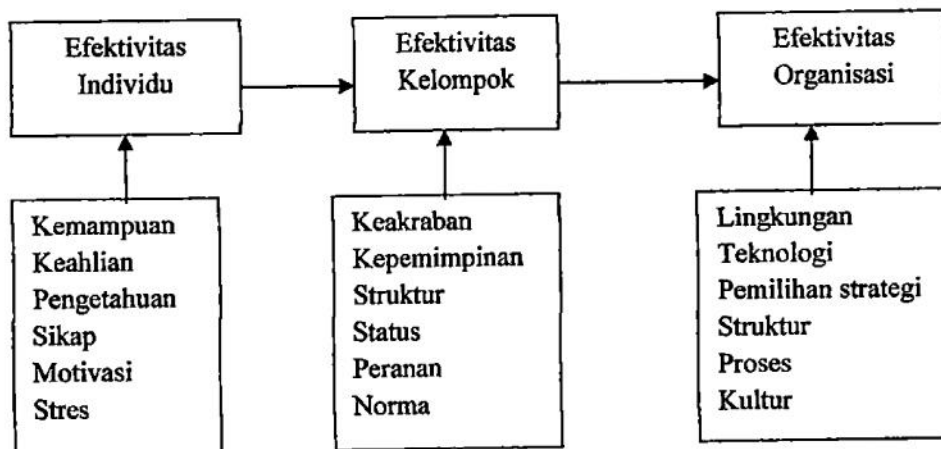 Efektivitas
Individu
Efektivitas
Kelompok
Efektivitas
Organisasi
Kemampuan
Keahlian
Pengetahuan
Sikap
Motivasi
Stres
Keakraban
Kepemimpinan
Struktur
Status
Peranan
Norma
Lingkungan
Teknologi
Pemilihan strategi
Struktur
Proses
Kultur